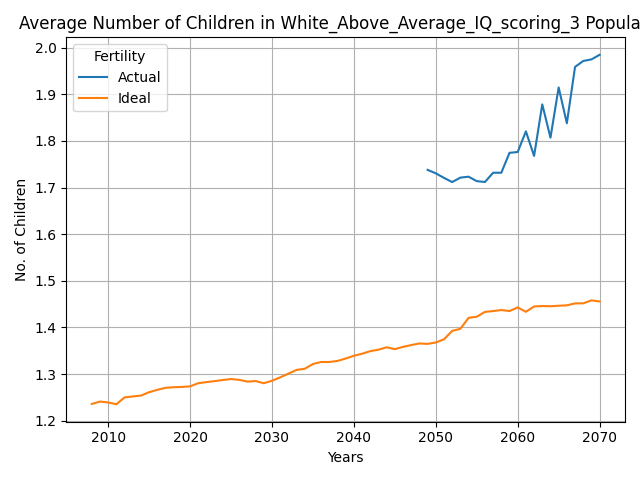 Average Number of Children in White_Above_Average_IQ_scoring_3 Popula
Fertility
Actual
Ideal
2.0
1.9
1.8
1.7
1.6
1.5
1.4
1.3
1.2
No. of Children
2010 2020 2030 2040 2050 2060 2070
Years